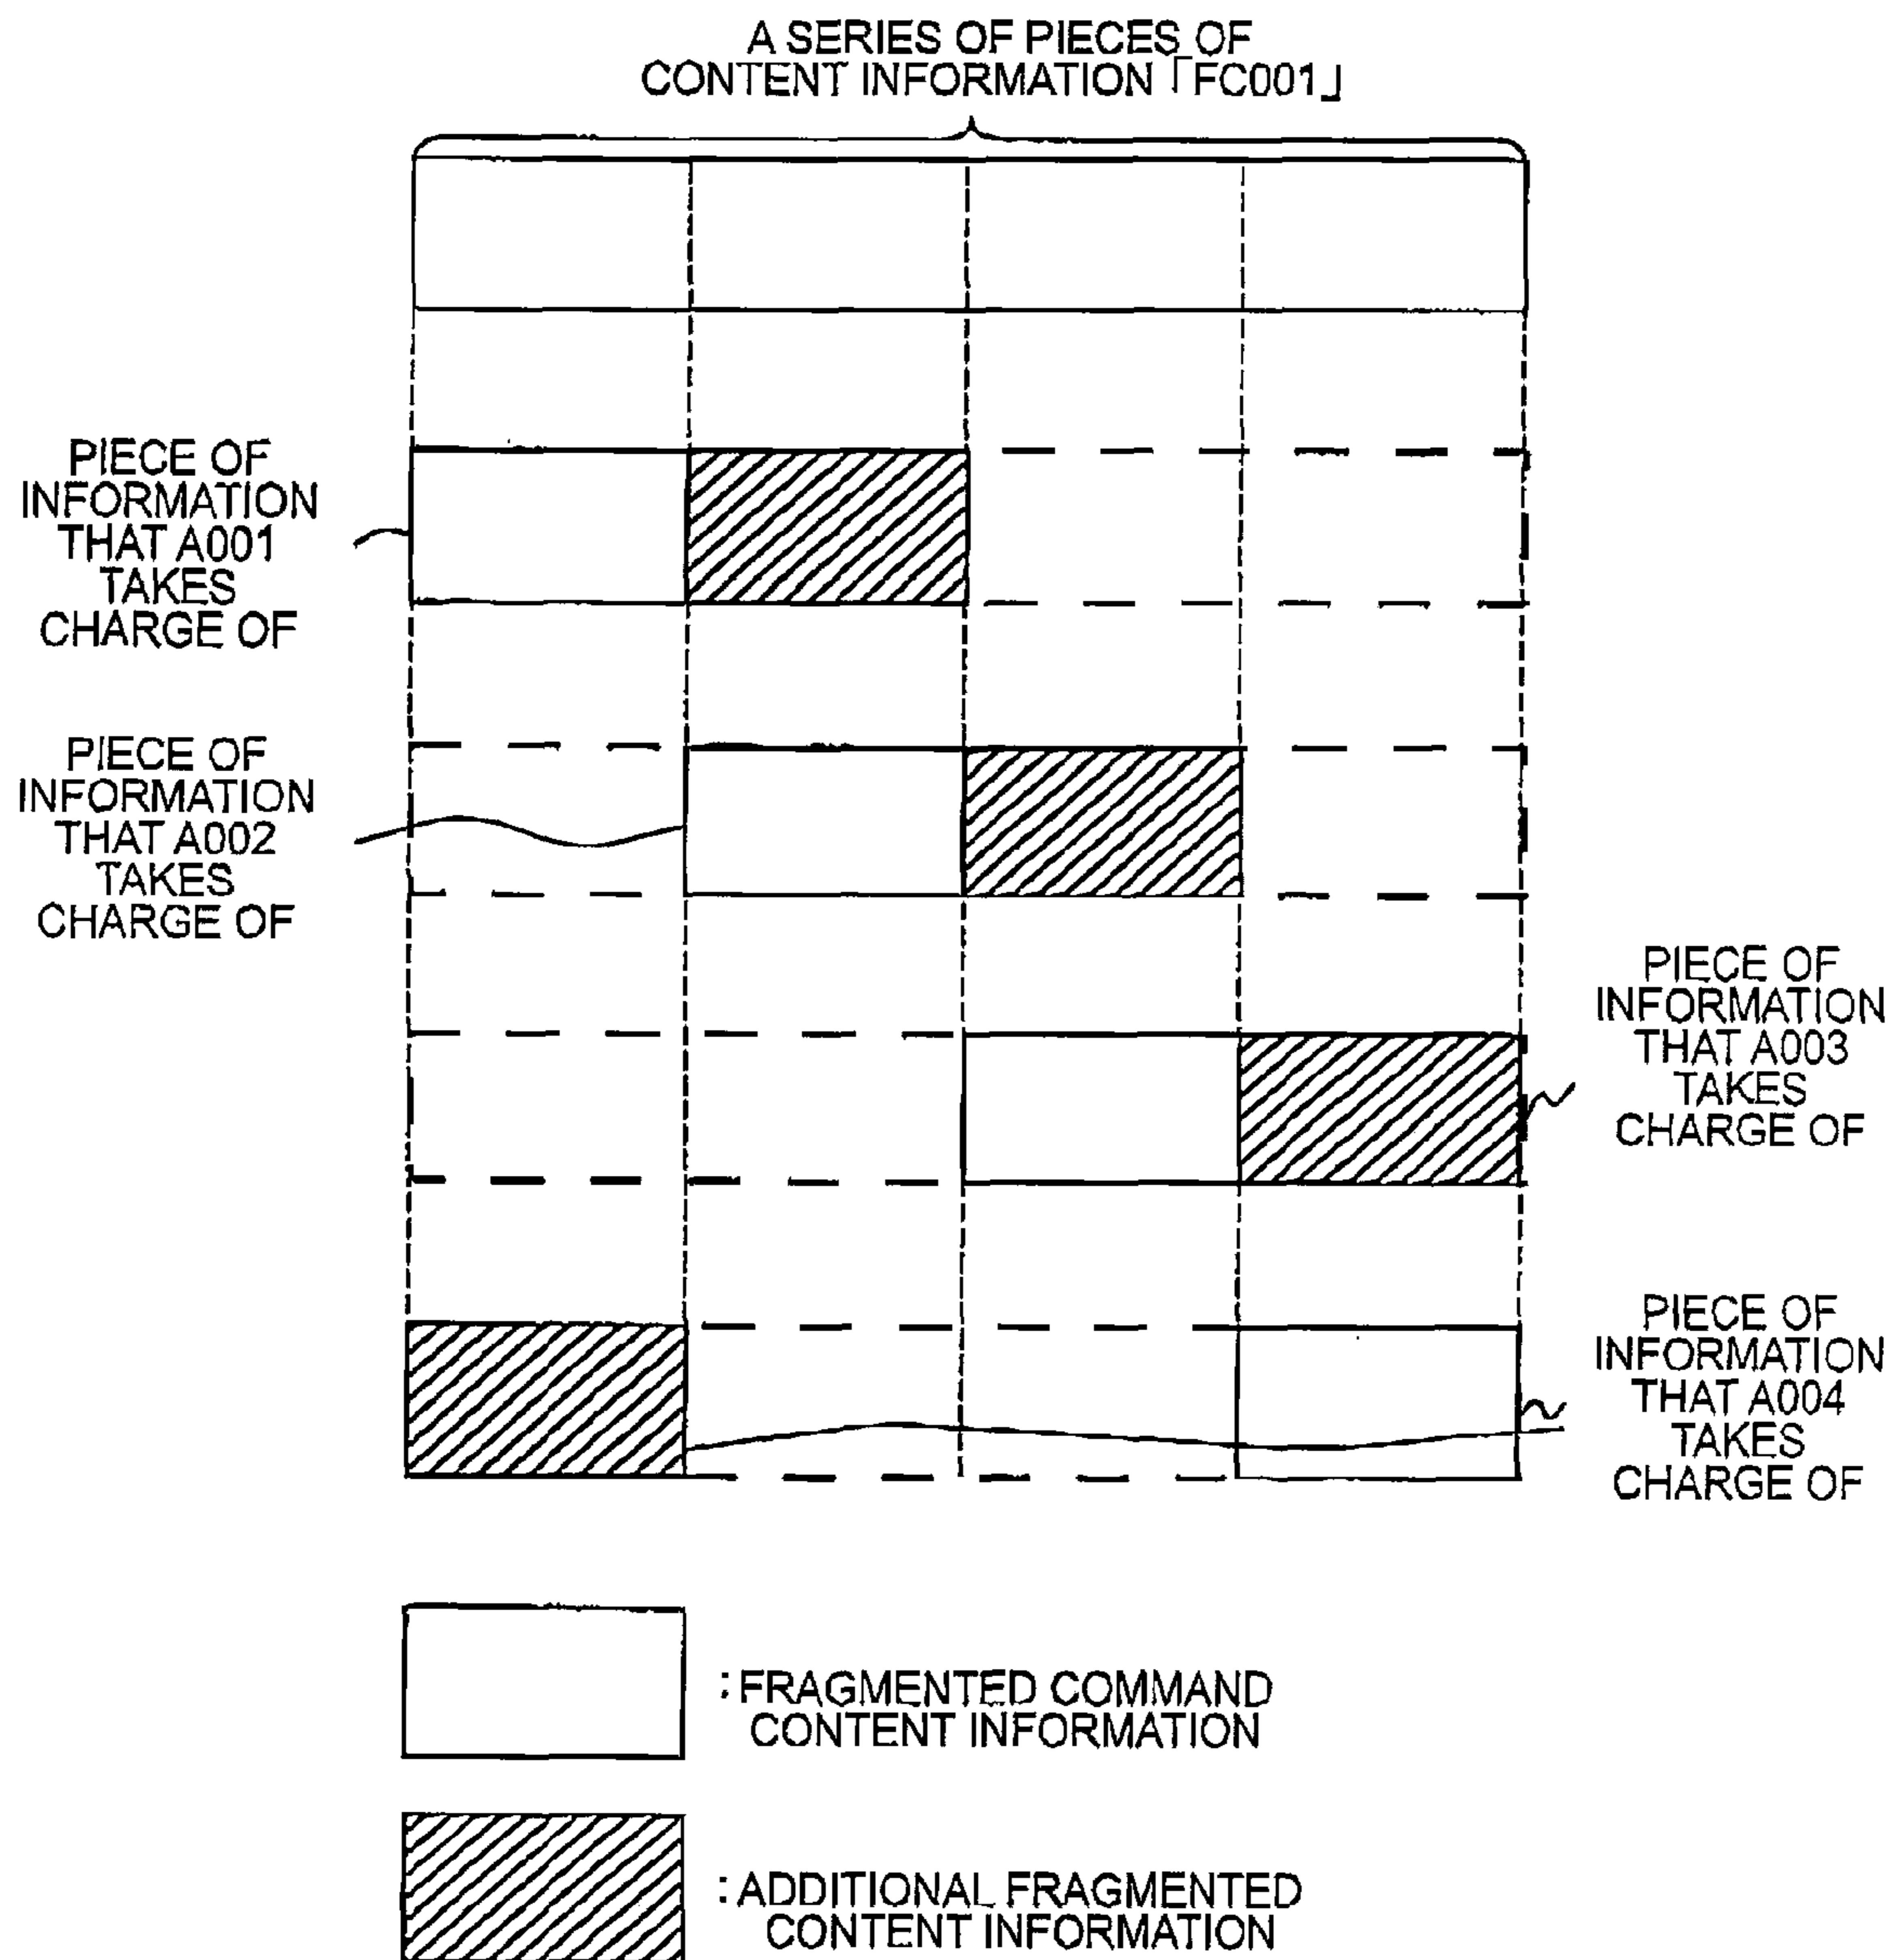 A SERIES OF PIECES OF
CONTENT INFORMATION「FC001」
PIECE OF
INFORMATION
THAT A001
TAKES
CHARGE OF
PIECE OF
INFORMATION
THAT A002
TAKES
CHARGE OF
PIECE OF
INFORMATION
THAT A003
TAKES
CHARGE OF
PIECE OF
INFORMATION
THAT A004
TAKES
CHARGE OF
: FRAGMENTED COMMAND
CONTENT INFORMATION
: ADDITIONAL FRAGMENTED
CONTENT INFORMATION